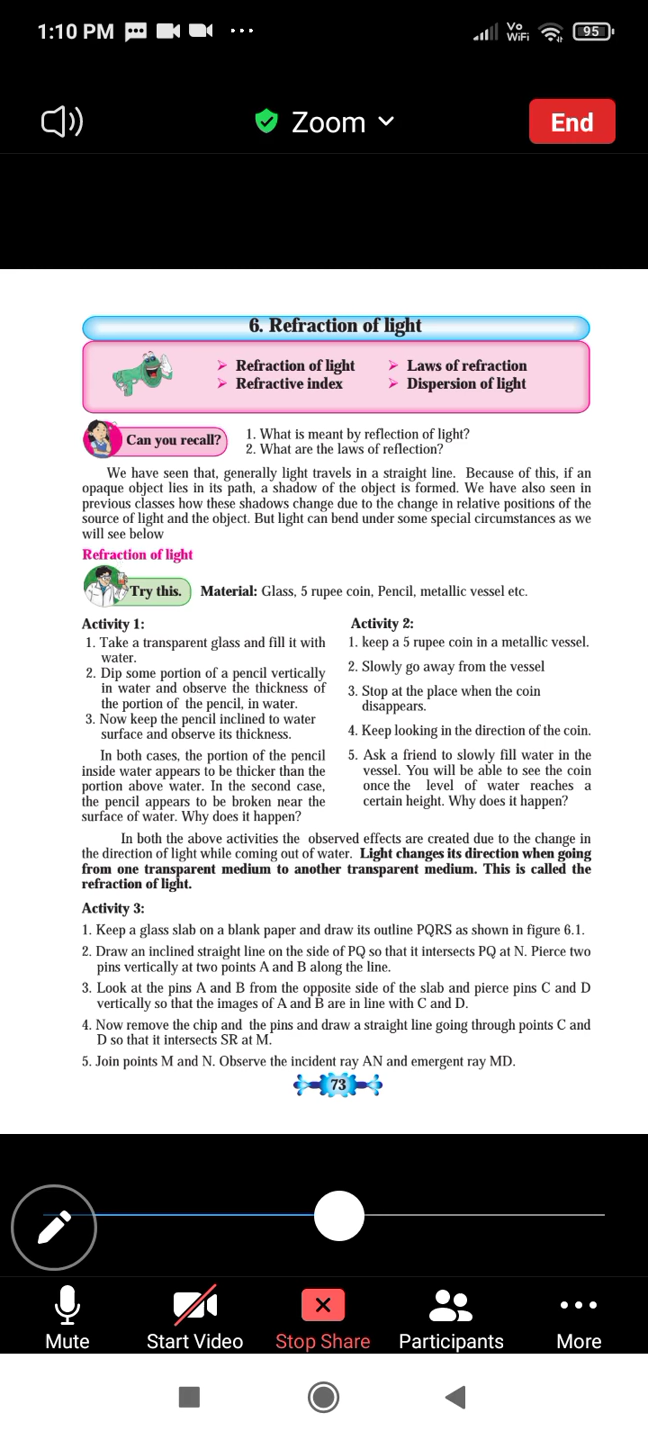 1:10 PM ...
Vo WiFi 95
Zoom End
6. Refraction of light
➢ Refraction of light ➢ Laws of refraction
➢ Refractive index ➢ Dispersion of light
Can you recall?
1. What is meant by reflection of light?
2. What are the laws of reflection?
We have seen that, generally light travels in a straight line. Because of this, if an
opaque object lies in its path, a shadow of the object is formed. We have also seen in
previous classes how these shadows change due to the change in relative positions of the
source of light and the object. But light can bend under some special circumstances as we
will see below
Refraction of light
Try this. Material: Glass, 5 rupee coin, Pencil, metallic vessel etc.
Activity 1:
1. Take a transparent glass and fill it with
water.
2. Dip some portion of a pencil vertically
in water and observe the thickness of
the portion of the pencil, in water.
3. Now keep the pencil inclined to water
surface and observe its thickness.
In both cases, the portion of the pencil
inside water appears to be thicker than the
portion above water. In the second case,
the pencil appears to be broken near the
surface of water. Why does it happen?
Activity 2:
1. keep a 5 rupee coin in a metallic vessel.
2. Slowly go away from the vessel
3. Stop at the place when the coin
disappears.
4. Keep looking in the direction of the coin.
5. Ask a friend to slowly fill water in the
vessel. You will be able to see the coin
once the level of water reaches a
certain height. Why does it happen?
In both the above activities the observed effects are created due to the change in
the direction of light while coming out of water. Light changes its direction when going
from one transparent medium to another transparent medium. This is called the
refraction of light.
Activity 3:
1. Keep a glass slab on a blank paper and draw its outline PQRS as shown in figure 6.1.
2. Draw an inclined straight line on the side of PQ so that it intersects PQ at N. Pierce two
pins vertically at two points A and B along the line.
3. Look at the pins A and B from the opposite side of the slab and pierce pins C and D
vertically so that the images of A and B are in line with C and D.
4. Now remove the chip and the pins and draw a straight line going through points C and
D so that it intersects SR at M.
5. Join points M and N. Observe the incident ray AN and emergent ray MD.
73
Mute Start Video Stop Share Participants More